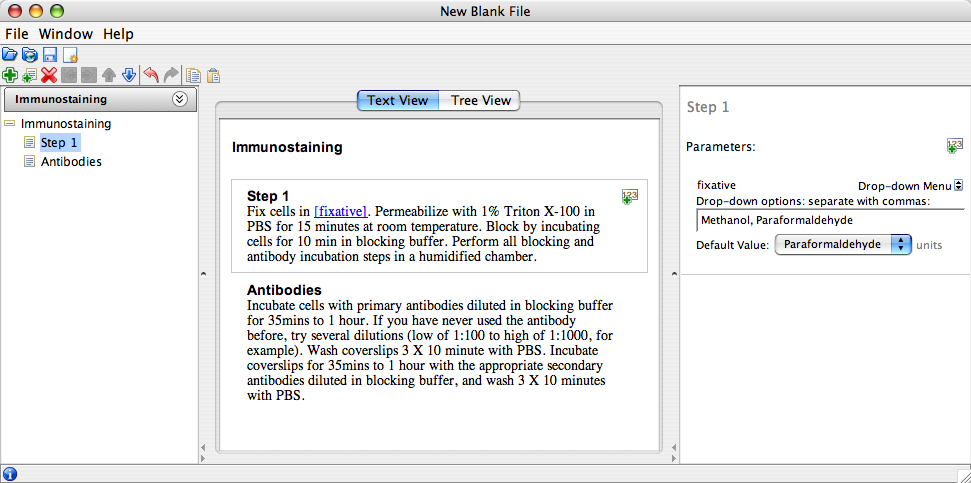 New Blank File
File Window Help
Immunostaining
Immunostaining
Step 1
Antibodies
Text View Tree View
Immunostaining
Step 1
Fix cells in [fixative]. Permeabilize with 1% Triton X-100 in
PBS for 15 minutes at room temperature. Block by incubating
cells for 10 min in blocking buffer. Perform all blocking and
antibody incubation steps in a humidified chamber.
Antibodies
Incubate cells with primary antibodies diluted in blocking buffer
for 35mins to 1 hour. If you have never used the antibody
before, try several dilutions (low of 1:100 to high of 1:1000, for
example). Wash coverslips 3 X 10 minute with PBS. Incubate
coverslips for 35mins to 1 hour with the appropriate secondary
antibodies diluted in blocking buffer, and wash 3 X 10 minutes
with PBS.
Step 1
Parameters:
123
fixative Drop-down Menu
Drop-down options: separate with commas:
Methanol, Paraformaldehyde
Default Value: Paraformaldehyde units